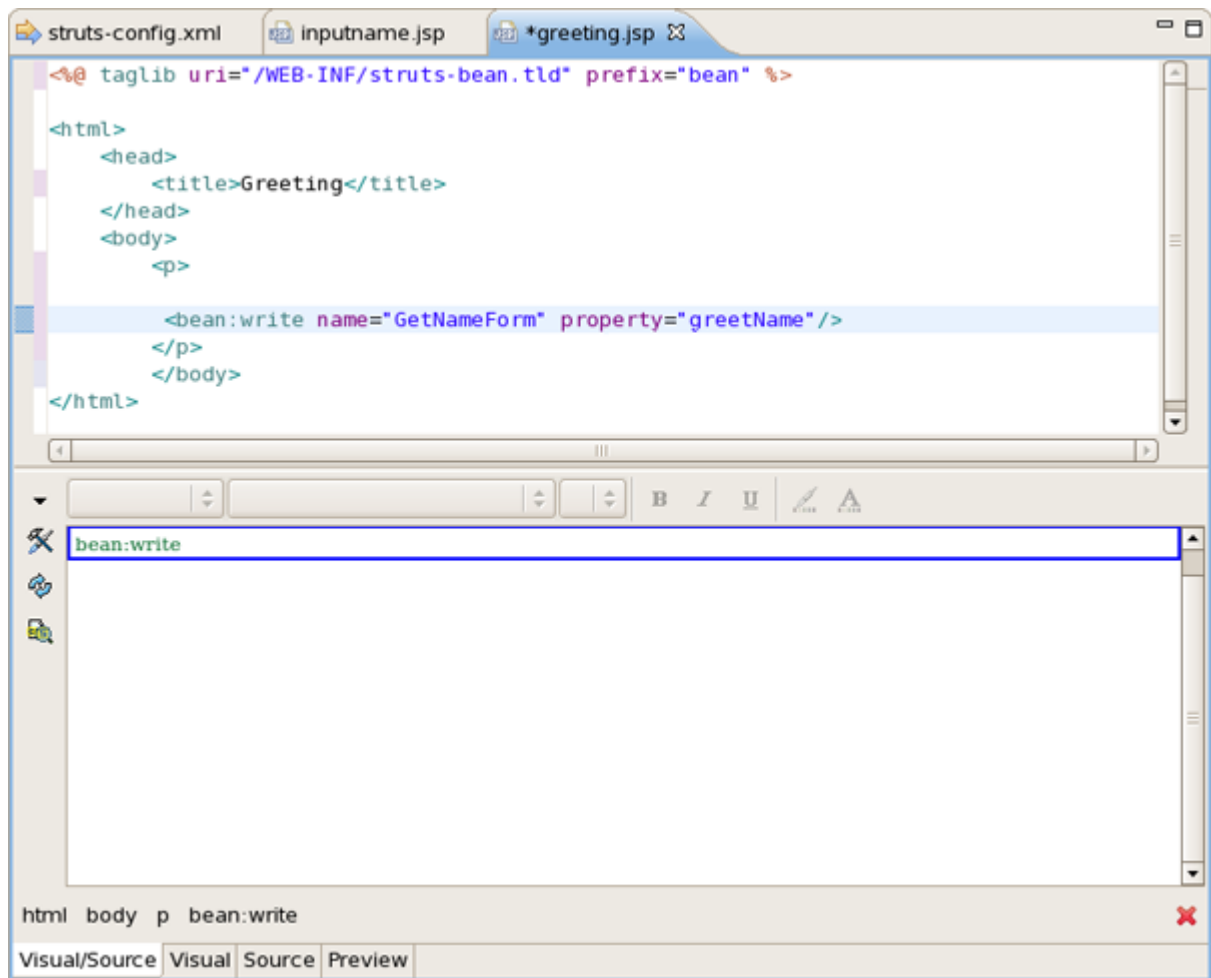 struts-config.xml inputname.jsp *greeting.jsp
<%@ taglib uri="/WEB-INF/struts-bean.tld" prefix="bean" %>
<html>
<head>
<title>Greeting</title>
</head>
<body>
<p>
<bean:write name="GetNameForm" property="greetName"/>
</p>
</body>
</html>
B I U A
bean:write
html body p bean:write
Visual/Source Visual Source Preview